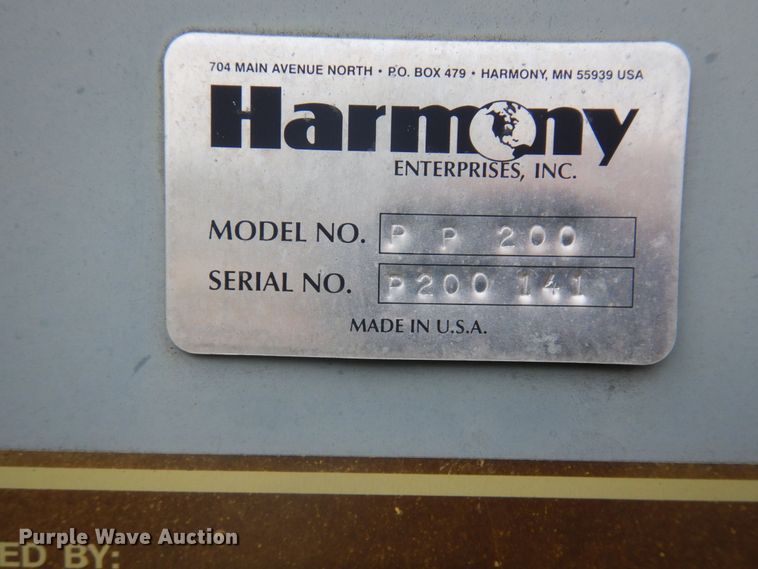 704 MAIN AVENUE NORTH • P.O. BOX 479 • HARMONY, MN 55939 USA
Harmony
ENTERPRISES, INC.
MODEL NO. P P 200
SERIAL NO. P200 141
MADE IN U.S.A.
Purple Wave Auction
ED BY: